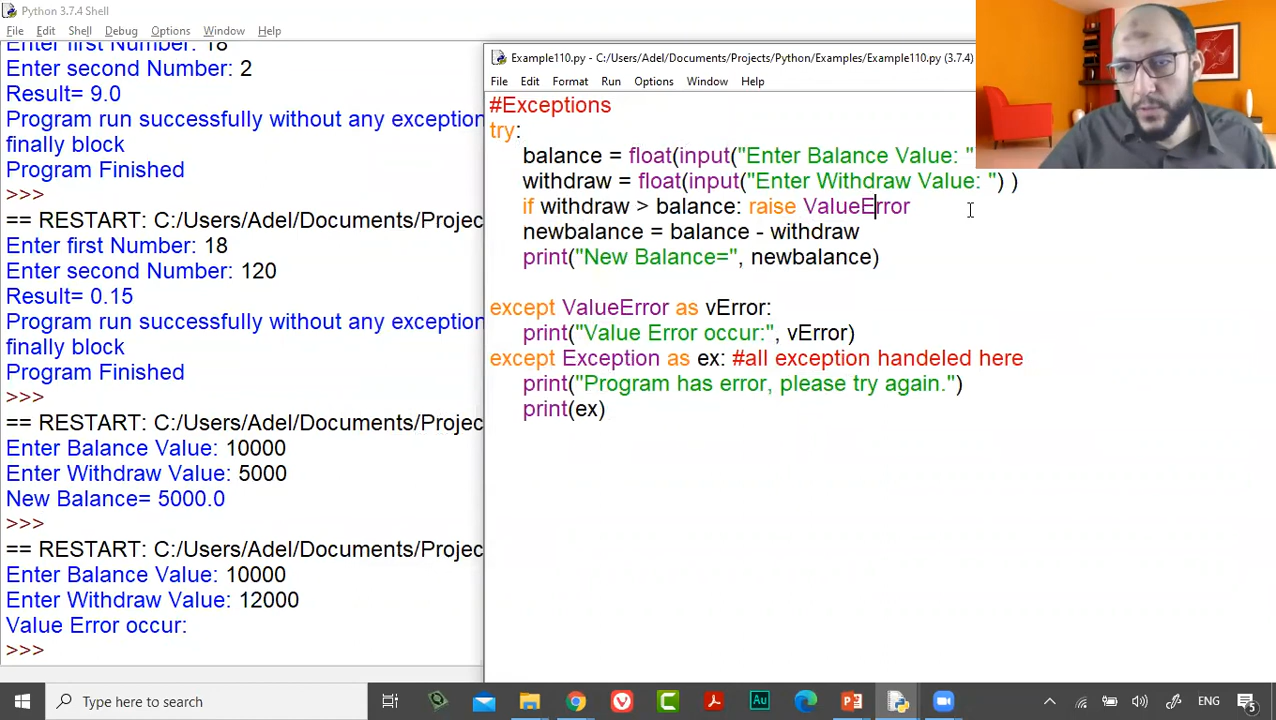 Python 3.7.4 Shell
File Edit Shell Debug Options Window Help
Enter first Number: 18
Enter second Number: 2
Result= 9.0
Program run successfully without any exception
finally block
Program Finished
>>>
== RESTART: C:/Users/Adel/Documents/Projec
Enter first Number: 18
Enter second Number: 120
Result= 0.15
Program run successfully without any exception
finally block
Program Finished
>>>
== RESTART: C:/Users/Adel/Documents/Projec
Enter Balance Value: 10000
Enter Withdraw Value: 5000
New Balance= 5000.0
>>>
== RESTART: C:/Users/Adel/Documents/Projec
Enter Balance Value: 10000
Enter Withdraw Value: 12000
Value Error occur:
>>>
Example110.py - C:/Users/Adel/Documents/Projects/Python/Examples/Example110.py (3.7.4)
File Edit Format Run Options Window Help
#Exceptions
try:
balance = float(input("Enter Balance Value: "
withdraw = float(input("Enter Withdraw Value: ") )
if withdraw > balance: raise ValueError
newbalance = balance - withdraw
print("New Balance=", newbalance)
except ValueError as vError:
print("Value Error occur:", vError)
except Exception as ex: #all exception handeled here
print("Program has error, please try again.")
print(ex)
Type here to search
Au
ENG
5